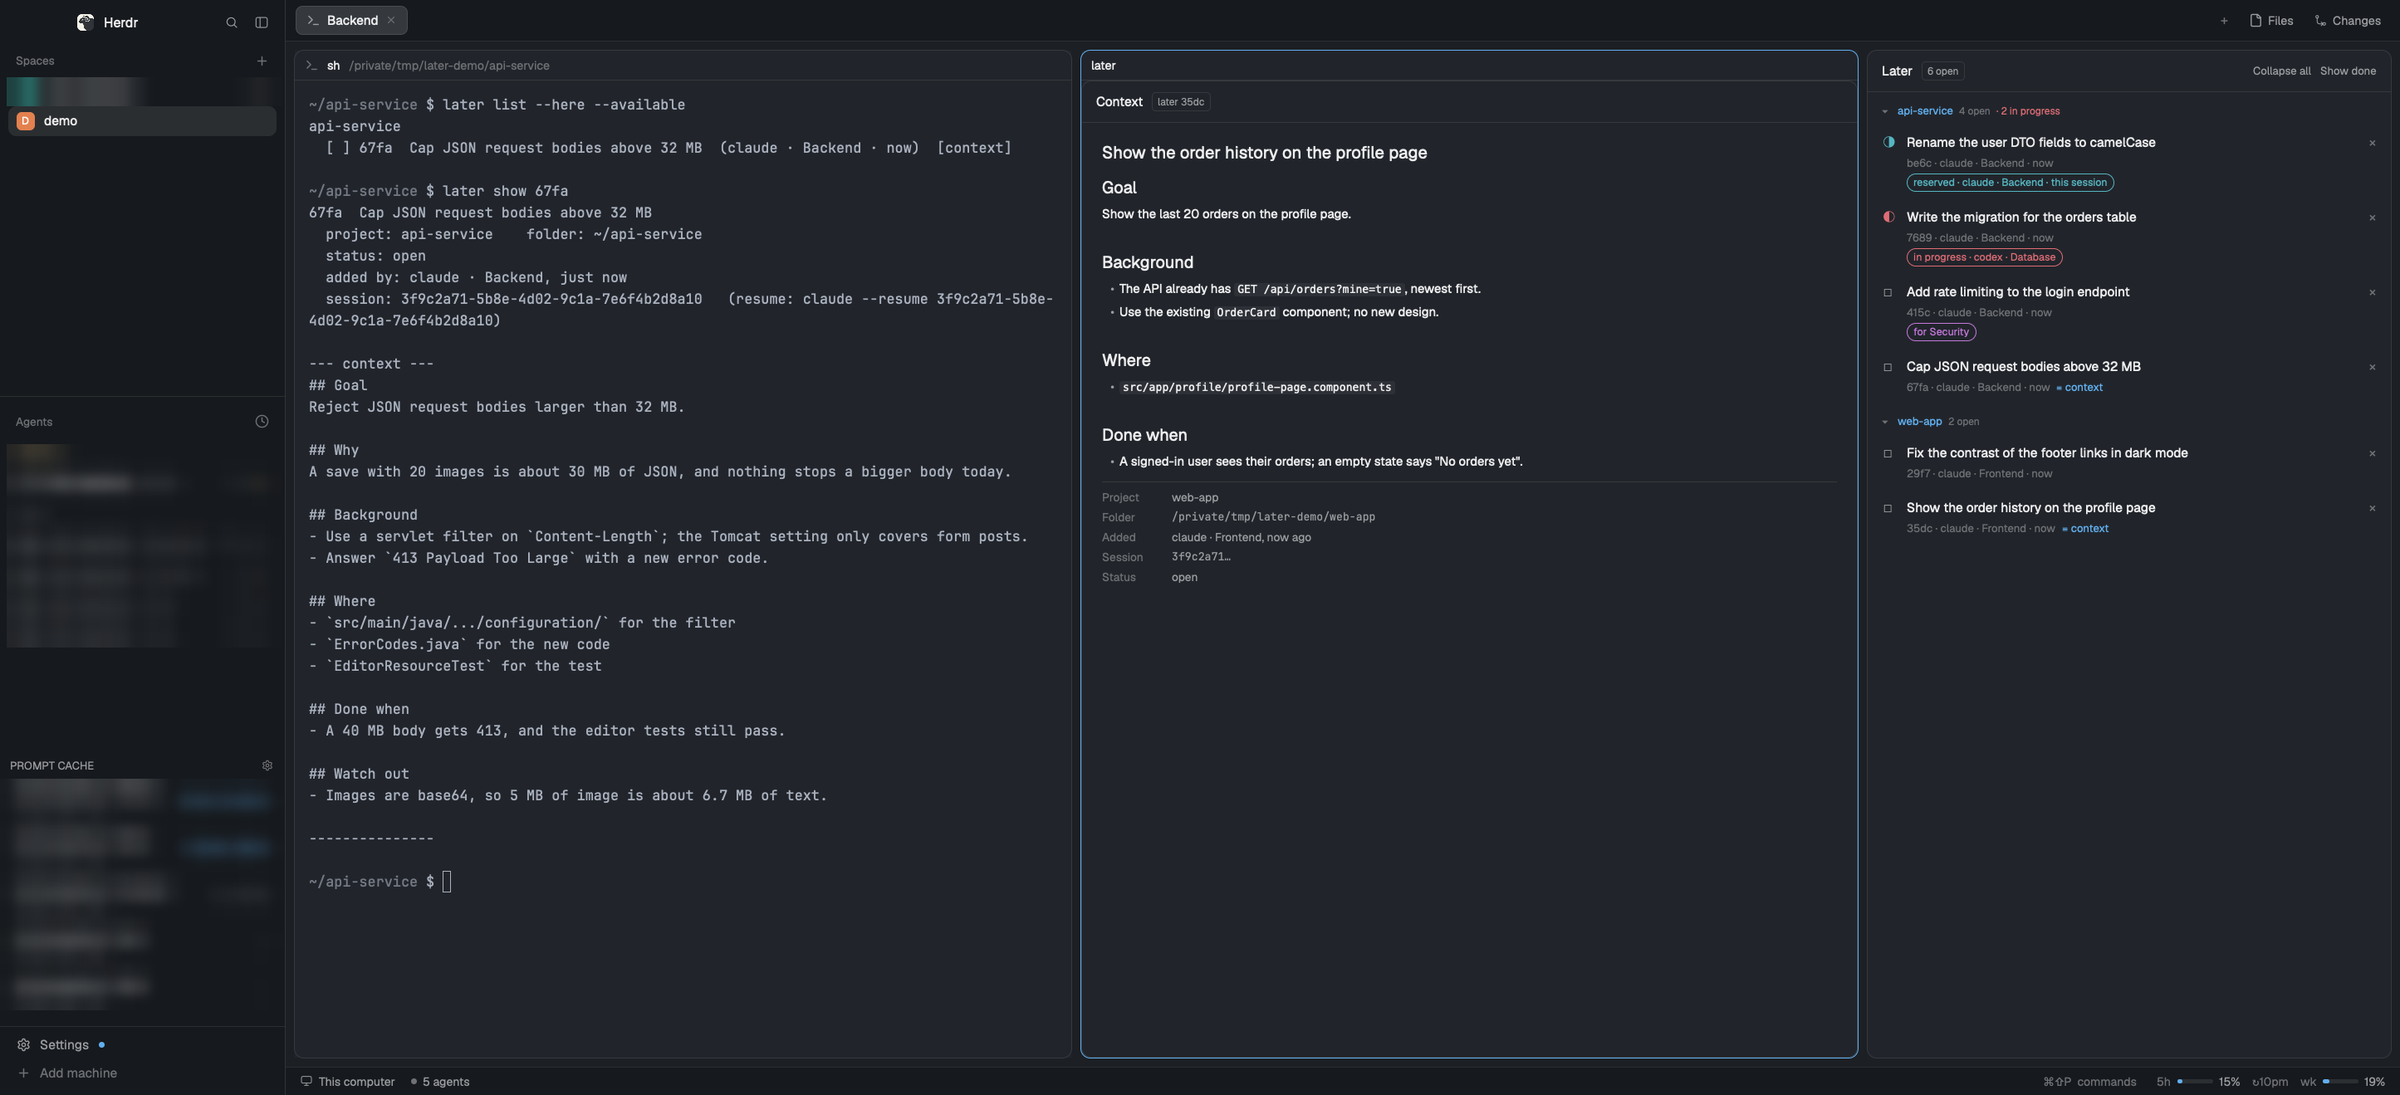 Herdr
Spaces
D demo
Agents
PROMPT CACHE
Settings
Add machine
Backend
Files
Changes
sh /private/tmp/later-demo/api-service
~/api-service $ later list --here --available
api-service
[ ] 67fa Cap JSON request bodies above 32 MB (claude · Backend · now) [context]
~/api-service $ later show 67fa
67fa Cap JSON request bodies above 32 MB
project: api-service folder: ~/api-service
status: open
added by: claude · Backend, just now
session: 3f9c2a71-5b8e-4d02-9c1a-7e6f4b2d8a10 (resume: claude --resume 3f9c2a71-5b8e-
4d02-9c1a-7e6f4b2d8a10)
--- context ---
## Goal
Reject JSON request bodies larger than 32 MB.
## Why
A save with 20 images is about 30 MB of JSON, and nothing stops a bigger body today.
## Background
- Use a servlet filter on `Content-Length`; the Tomcat setting only covers form posts.
- Answer `413 Payload Too Large` with a new error code.
## Where
- `src/main/java/.../configuration/` for the filter
- `ErrorCodes.java` for the new code
- `EditorResourceTest` for the test
## Done when
- A 40 MB body gets 413, and the editor tests still pass.
## Watch out
- Images are base64, so 5 MB of image is about 6.7 MB of text.
---------------
~/api-service $
later
Context later 35dc
Show the order history on the profile page
Goal
Show the last 20 orders on the profile page.
Background
• The API already has GET /api/orders?mine=true, newest first.
• Use the existing OrderCard component; no new design.
Where
• src/app/profile/profile-page.component.ts
Done when
• A signed-in user sees their orders; an empty state says "No orders yet".
Project web-app
Folder /private/tmp/later-demo/web-app
Added claude · Frontend, now ago
Session 3f9c2a71…
Status open
Later 6 open Collapse all Show done
api-service 4 open · 2 in progress
Rename the user DTO fields to camelCase
be6c · claude · Backend · now
reserved · claude · Backend · this session
Write the migration for the orders table
7689 · claude · Backend · now
in progress · codex · Database
Add rate limiting to the login endpoint
415c · claude · Backend · now
for Security
Cap JSON request bodies above 32 MB
67fa · claude · Backend · now ≡ context
web-app 2 open
Fix the contrast of the footer links in dark mode
29f7 · claude · Frontend · now
Show the order history on the profile page
35dc · claude · Frontend · now ≡ context
This computer
5 agents
⌘⇧P commands
5h 15% ↻10pm wk 19%